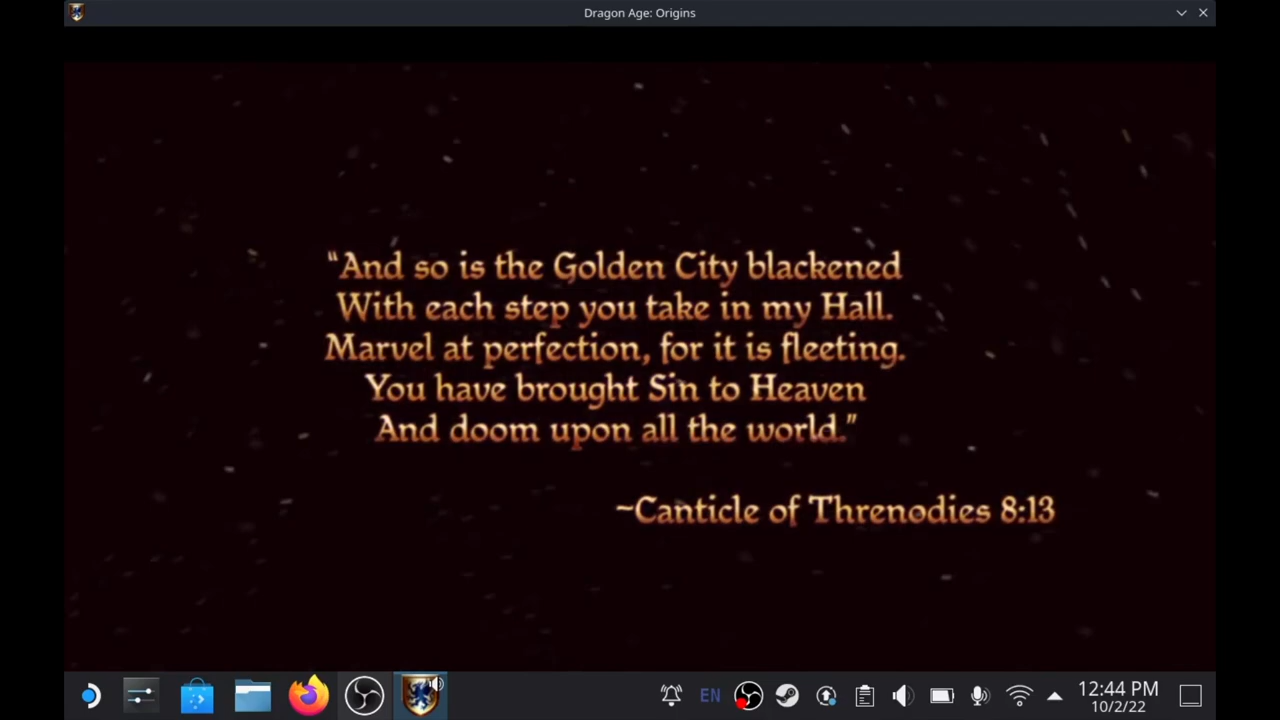 Dragon Age: Origins
“And so is the Golden City blackened
With each step you take in my Hall.
Marvel at perfection, for it is fleeting.
You have brought Sin to Heaven
And doom upon all the world.”
~Canticle of Threnodies 8:13
EN
12:44 PM
10/2/22